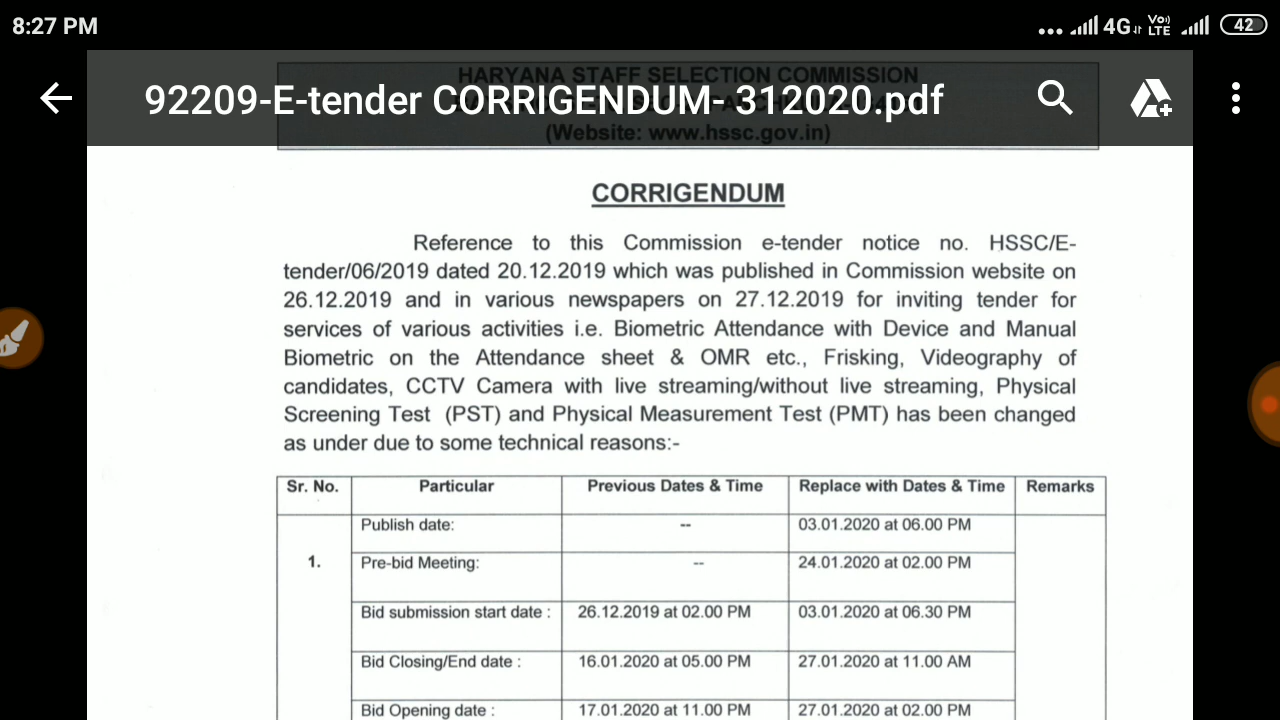 8:27 PM
4G VoLTE 42
HARYANA STAFF SELECTION COMMISSION
92209-E-tender CORRIGENDUM- 312020.pdf
(Website: www.hssc.gov.in)
CORRIGENDUM
Reference to this Commission e-tender notice no. HSSC/E-
tender/06/2019 dated 20.12.2019 which was published in Commission website on
26.12.2019 and in various newspapers on 27.12.2019 for inviting tender for
services of various activities i.e. Biometric Attendance with Device and Manual
Biometric on the Attendance sheet & OMR etc., Frisking, Videography of
candidates, CCTV Camera with live streaming/without live streaming, Physical
Screening Test (PST) and Physical Measurement Test (PMT) has been changed
as under due to some technical reasons:-
Sr. No. Particular Previous Dates & Time Replace with Dates & Time Remarks
Publish date: -- 03.01.2020 at 06.00 PM
1. Pre-bid Meeting: -- 24.01.2020 at 02.00 PM
Bid submission start date : 26.12.2019 at 02.00 PM 03.01.2020 at 06.30 PM
Bid Closing/End date : 16.01.2020 at 05.00 PM 27.01.2020 at 11.00 AM
Bid Opening date : 17.01.2020 at 11.00 PM 27.01.2020 at 02.00 PM